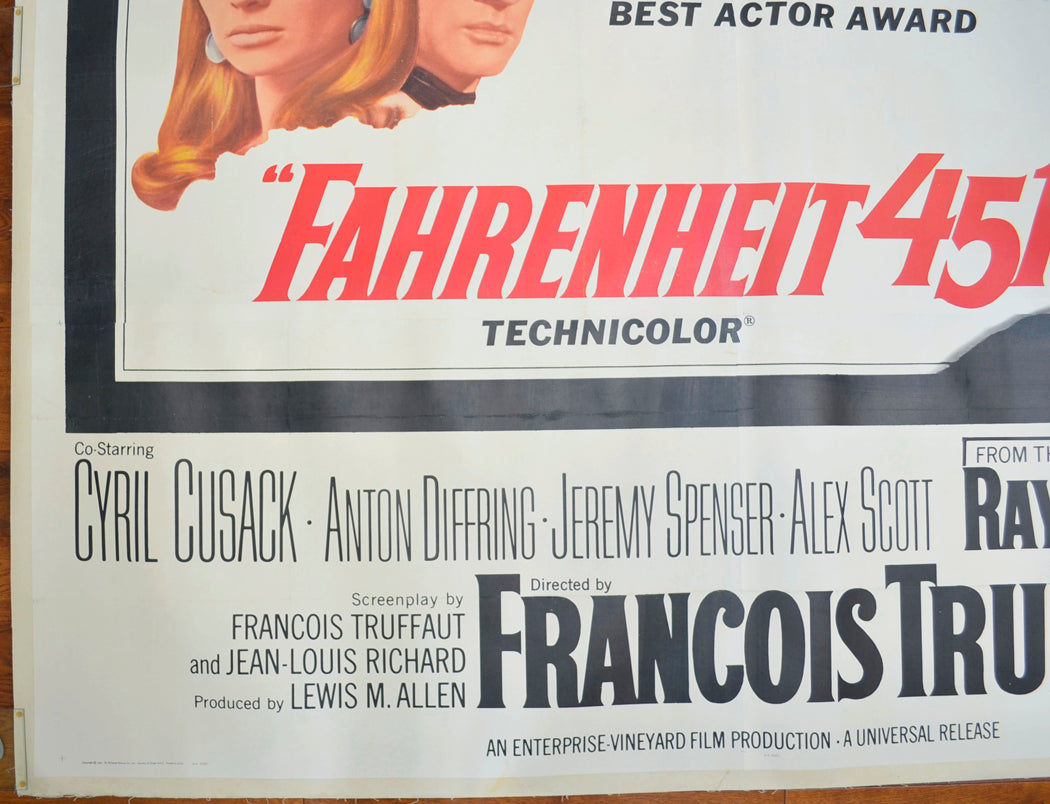 BEST ACTOR AWARD
"FAHRENHEIT 451
TECHNICOLOR®
Co-Starring
CYRIL CUSACK · ANTON DIFFRING · JEREMY SPENSER · ALEX SCOTT
FROM
RAY
Directed by
FRANCOIS TRU
Screenplay by
FRANCOIS TRUFFAUT
and JEAN-LOUIS RICHARD
Produced by LEWIS M. ALLEN
AN ENTERPRISE-VINEYARD FILM PRODUCTION · A UNIVERSAL RELEASE